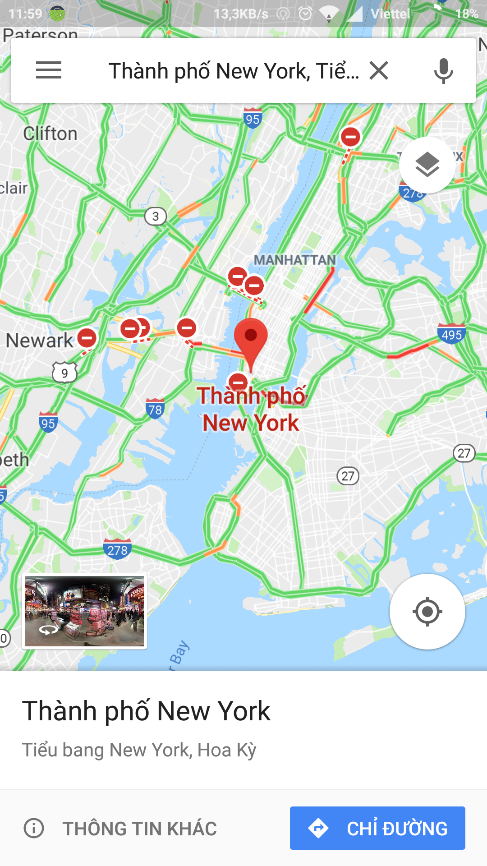 11:59
13,3KB/s
Viettel
18%
Paterson
Thành phố New York, Tiể...
Clifton
95
278
3
MANHATTAN
Newark
495
9
Thành phố
New York
78
95
27
27
278
Thành phố New York
Tiểu bang New York, Hoa Kỳ
THÔNG TIN KHÁC
CHỈ ĐƯỜNG